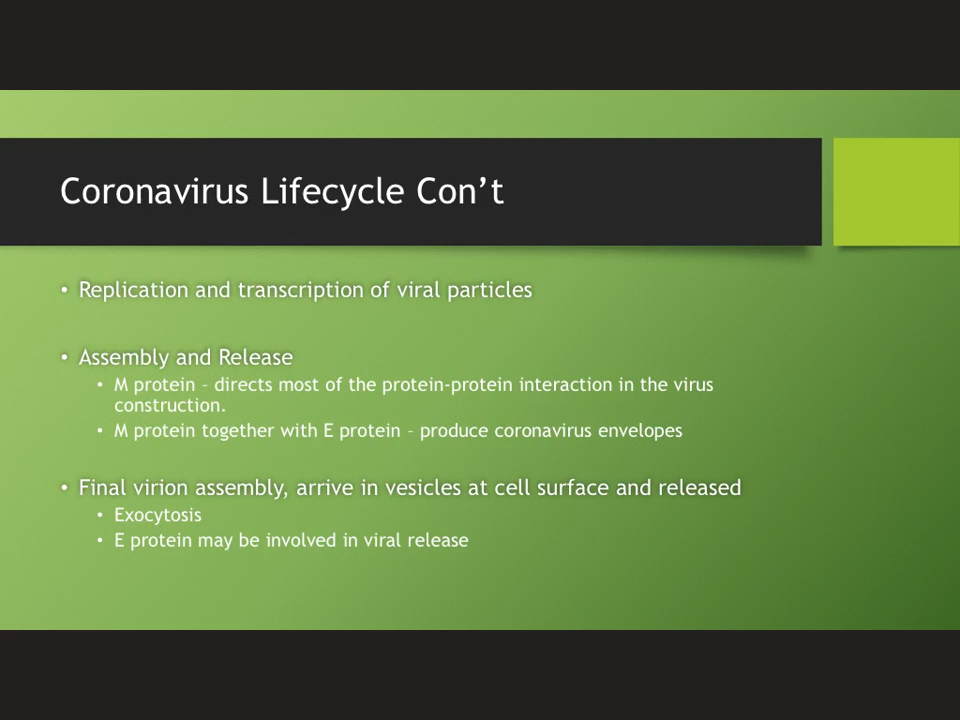 Coronavirus Lifecycle Con’t
• Replication and transcription of viral particles
• Assembly and Release
• M protein – directs most of the protein-protein interaction in the virus
construction.
• M protein together with E protein – produce coronavirus envelopes
• Final virion assembly, arrive in vesicles at cell surface and released
• Exocytosis
• E protein may be involved in viral release